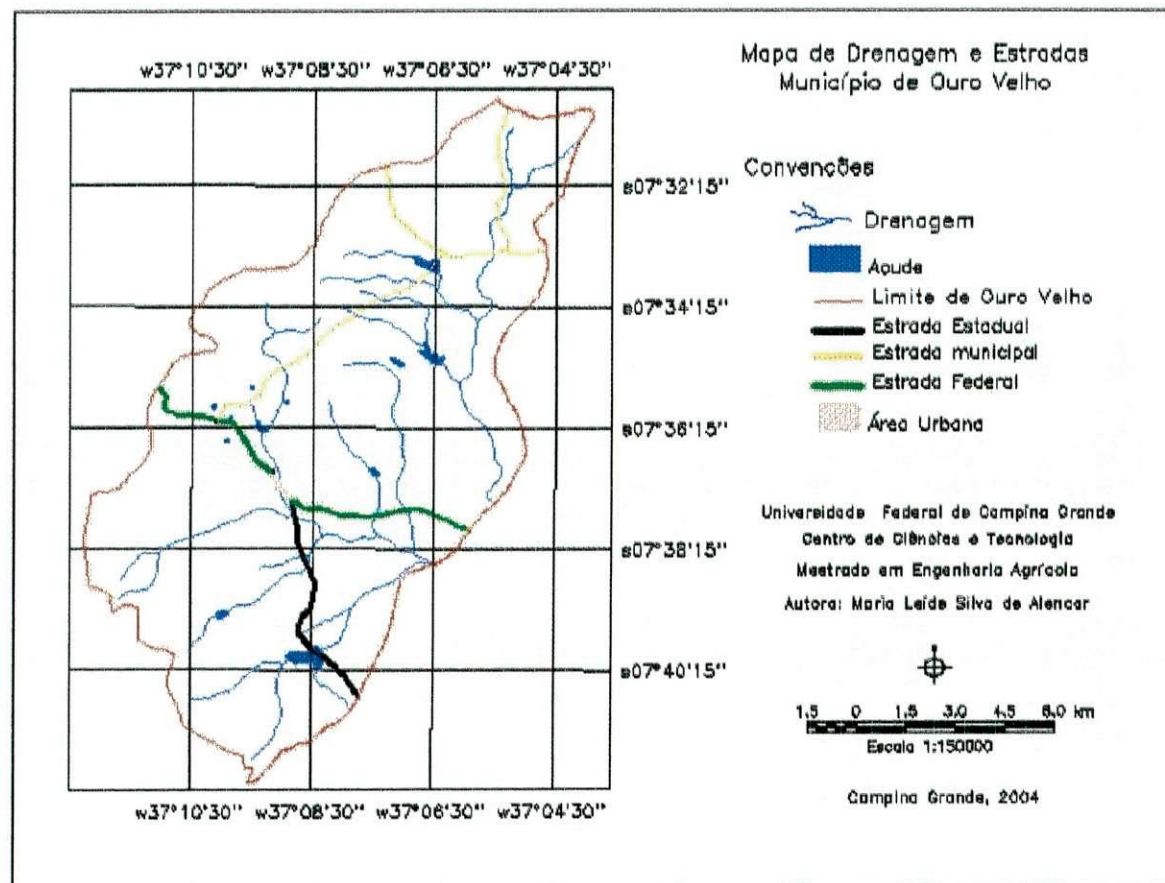 Mapa de Drenagem e Estradas
Município de Ouro Velho
w37°10'30" w37°08'30" w37°06'30" w37°04'30"
s07°32'15"
s07°34'15"
s07°36'15"
s07°38'15"
s07°40'15"
w37°10'30" w37°08'30" w37°06'30" w37°04'30"
Convenções
Drenagem
Açude
Limite de Ouro Velho
Estrada Estadual
Estrada municipal
Estrada Federal
Área Urbana
Universidade Federal de Campina Grande
Centro de Ciências e Tecnologia
Mestrado em Engenharia Agrícola
Autora: Maria Leide Silva de Alencar
1.5 0 1.5 3.0 4.5 6.0 km
Escala 1:150000
Campina Grande, 2004